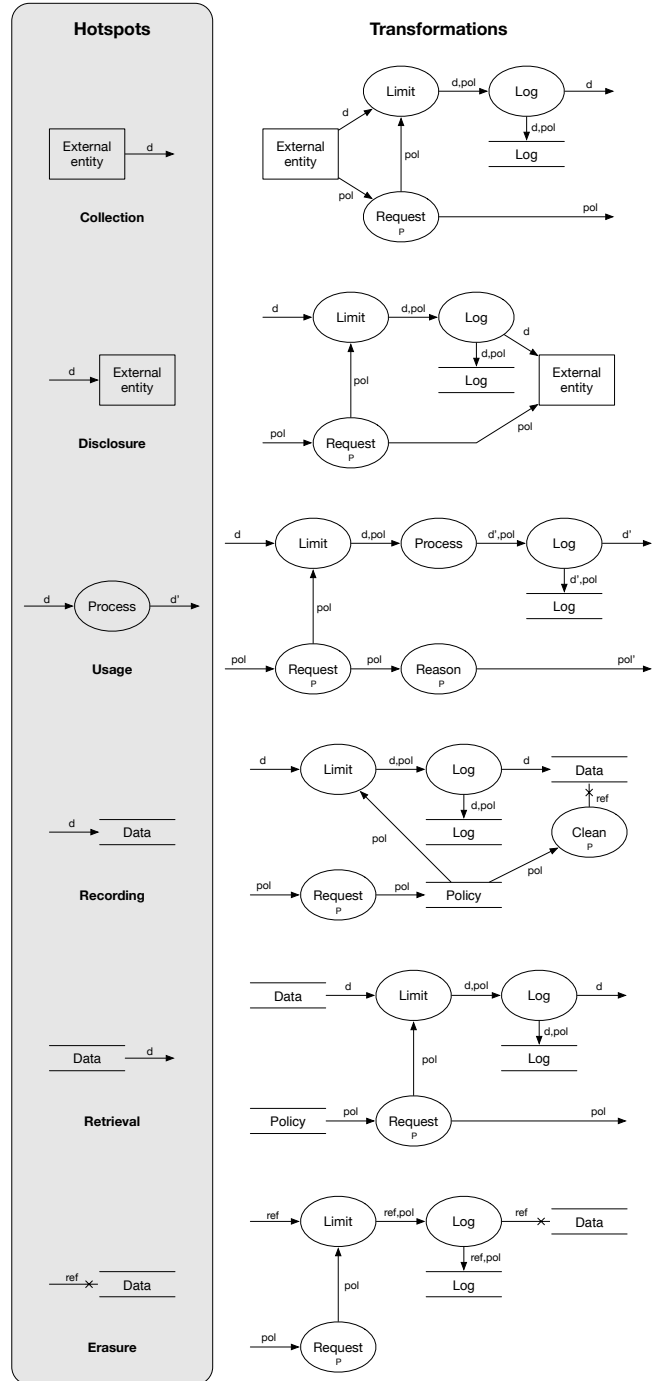 Hotspots
Transformations
External
entity
d
Collection
External
entity
d
pol
Limit
pol
Request
P
d,pol
Log
d
d,pol
Log
pol
d
External
entity
Disclosure
d
Limit
d,pol
Log
d
d,pol
Log
pol
External
entity
pol
Request
P
pol
d
Process
d'
Usage
d
Limit
d,pol
Process
d',pol
Log
d'
d',pol
Log
pol
pol
Request
P
pol
Reason
P
pol'
d
Data
Recording
d
Limit
d,pol
Log
d
Data
d,pol
Log
ref
Clean
P
pol
pol
pol
Request
P
pol
Policy
Data
d
Retrieval
Data
d
Limit
d,pol
Log
d
d,pol
Log
pol
Policy
pol
Request
P
pol
ref
Data
Erasure
ref
Limit
ref,pol
Log
ref
Data
ref,pol
Log
pol
pol
Request
P